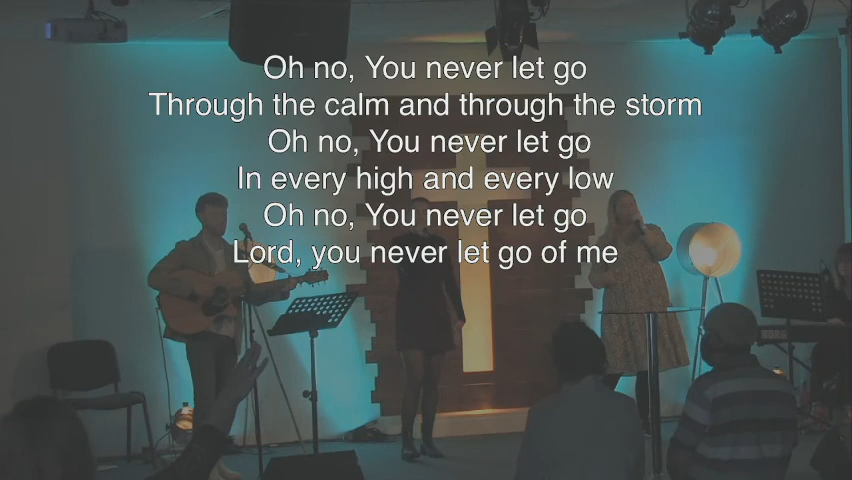 Oh no, You never let go
Through the calm and through the storm
Oh no, You never let go
In every high and every low
Oh no, You never let go
Lord, you never let go of me